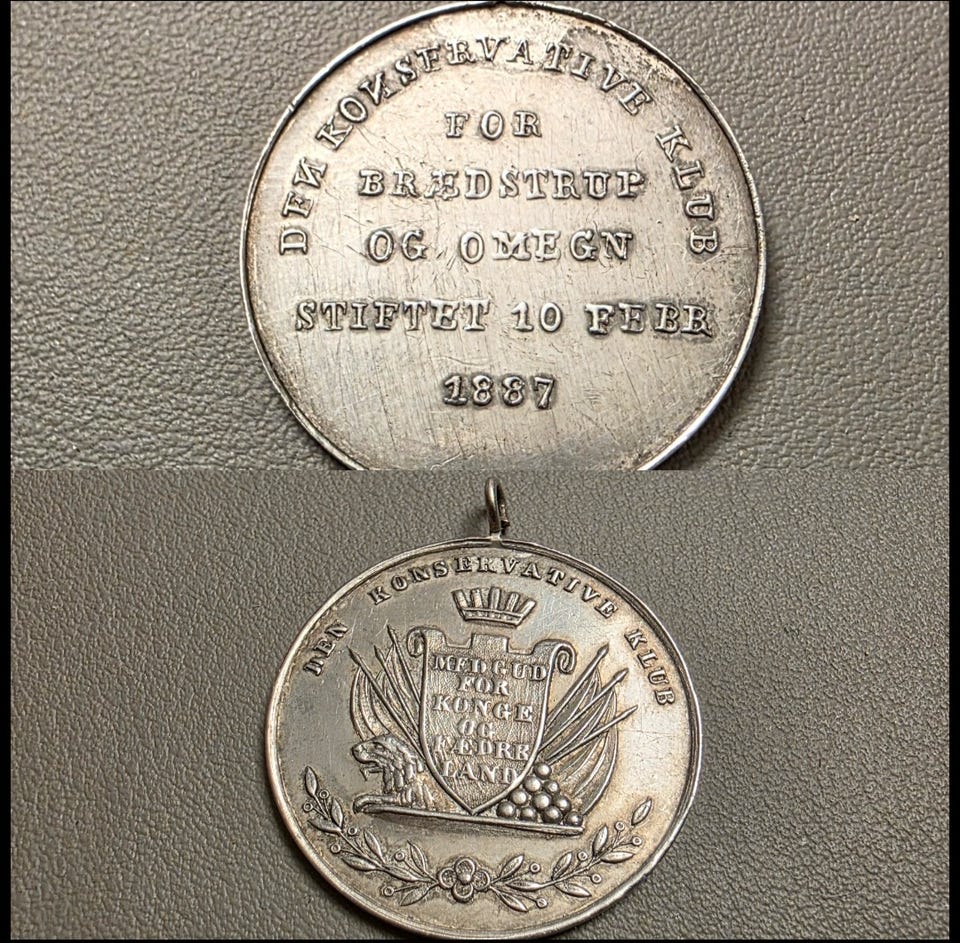 DEN KONSERVATIVE KLUB
FOR
BRÆDSTRUP
OG OMEGN
STIFTET 10 FEBR
1887
DEN KONSERVATIVE KLUB
MED GUD
FOR
KONGE
OG
FÆDRE
LAND